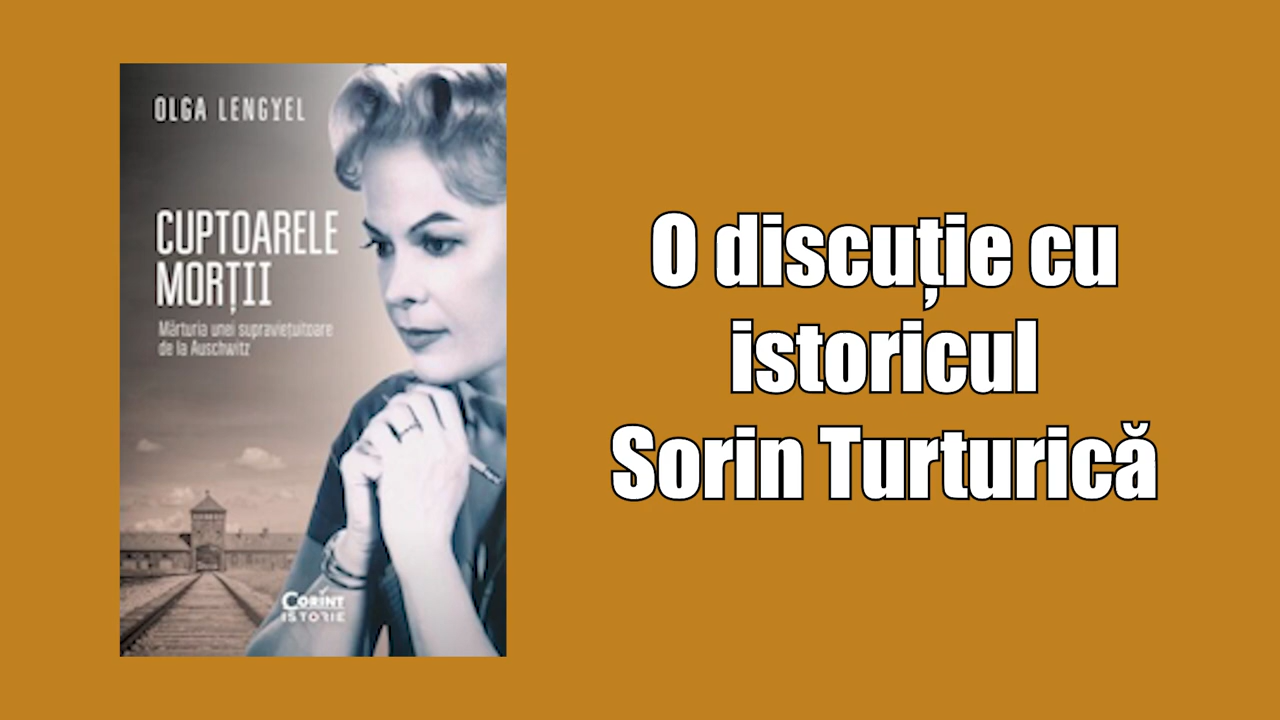 OLGA LENGYEL
CUPTOARELE
MORȚII
Mărturia unei supraviețuitoare
de la Auschwitz
CORINT
ISTORIE
O discuție cu
istoricul
Sorin Turturică